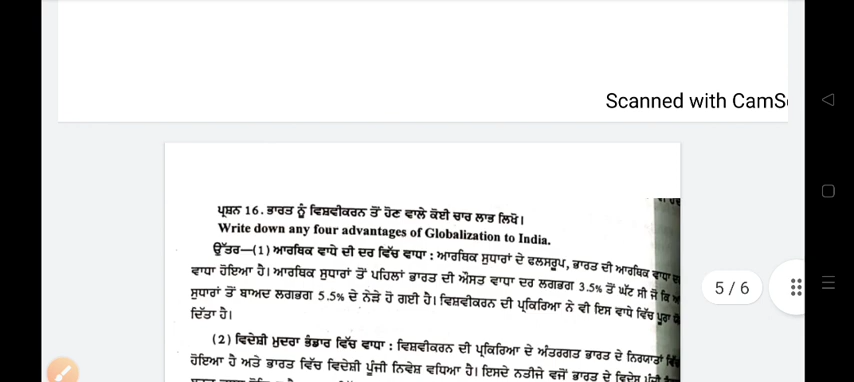 Scanned with CamS
ਪ੍ਰਸ਼ਨ 16. ਭਾਰਤ ਨੂੰ ਵਿਸ਼ਵੀਕਰਨ ਤੋਂ ਹੋਣ ਵਾਲੇ ਕੋਈ ਚਾਰ ਲਾਭ ਲਿਖੋ।
Write down any four advantages of Globalization to India.
ਉੱਤਰ—(1) ਆਰਥਿਕ ਵਾਧੇ ਦੀ ਦਰ ਵਿੱਚ ਵਾਧਾ : ਆਰਥਿਕ ਸੁਧਾਰਾਂ ਦੇ ਫਲਸਰੂਪ, ਭਾਰਤ ਦੀ ਆਰਥਿਕ ਵਾਧਾ
ਵਾਧਾ ਹੋਇਆ ਹੈ। ਆਰਥਿਕ ਸੁਧਾਰਾਂ ਤੋਂ ਪਹਿਲਾਂ ਭਾਰਤ ਦੀ ਔਸਤ ਵਾਧਾ ਦਰ ਲਗਭਗ 3.5% ਤੋਂ ਘੱਟ ਸੀ ਜੋ ਕਿ
ਸੁਧਾਰਾਂ ਤੋਂ ਬਾਅਦ ਲਗਭਗ 5.5% ਦੇ ਨੇੜੇ ਹੋ ਗਈ ਹੈ। ਵਿਸ਼ਵੀਕਰਨ ਦੀ ਪ੍ਰਕਿਰਿਆ ਨੇ ਵੀ ਇਸ ਵਾਧੇ ਵਿੱਚ ਪੂਰਾ
ਦਿੱਤਾ ਹੈ।
5 / 6
(2) ਵਿਦੇਸ਼ੀ ਮੁਦਰਾ ਭੰਡਾਰ ਵਿੱਚ ਵਾਧਾ : ਵਿਸ਼ਵੀਕਰਨ ਦੀ ਪ੍ਰਕਿਰਿਆ ਦੇ ਅੰਤਰਗਤ ਭਾਰਤ ਦੇ ਨਿਰਯਾਤਾਂ
ਹੋਇਆ ਹੈ ਅਤੇ ਭਾਰਤ ਵਿੱਚ ਵਿਦੇਸ਼ੀ ਪੂੰਜੀ ਨਿਵੇਸ਼ ਵਧਿਆ ਹੈ। ਇਸਦੇ ਨਤੀਜੇ ਵਜੋਂ ਭਾਰਤ ਦੇ ਵਿਦੇਸ਼ੀ